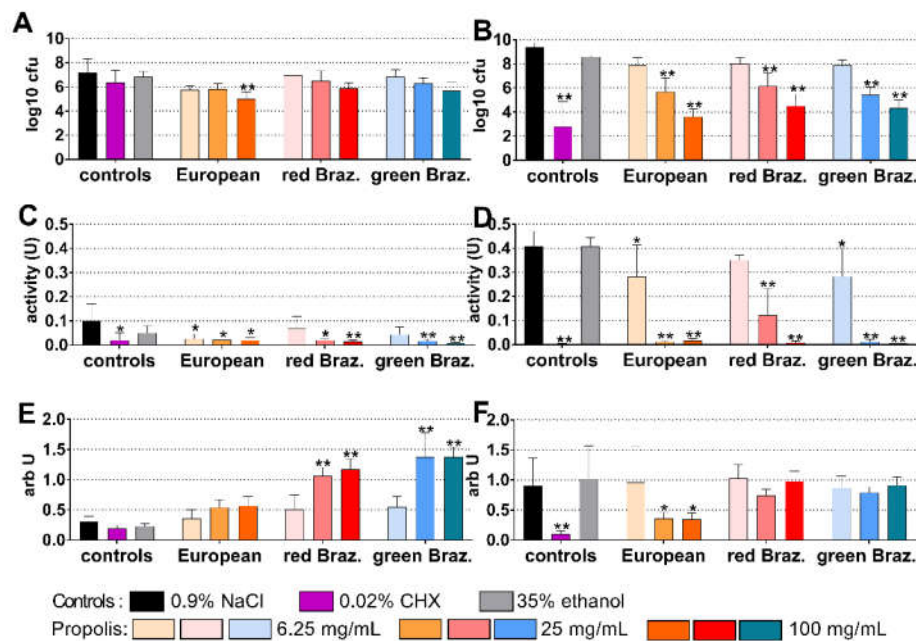 A
log10 cfu
10
8
6
4
2
0
**
controls European red Braz. green Braz.
B
log10 cfu
10
8
6
4
2
0
** ** ** ** ** ** **
controls European red Braz. green Braz.
C
activity (U)
0.5
0.4
0.3
0.2
0.1
0.0
* * * * * ** ** **
controls European red Braz. green Braz.
D
activity (U)
0.5
0.4
0.3
0.2
0.1
0.0
** * ** ** ** ** * ** **
controls European red Braz. green Braz.
E
arb U
2.0
1.5
1.0
0.5
0.0
** ** ** **
controls European red Braz. green Braz.
F
arb U
2.0
1.5
1.0
0.5
0.0
** * *
controls European red Braz. green Braz.
Controls : 0.9% NaCl 0.02% CHX 35% ethanol
Propolis: 6.25 mg/mL 25 mg/mL 100 mg/mL